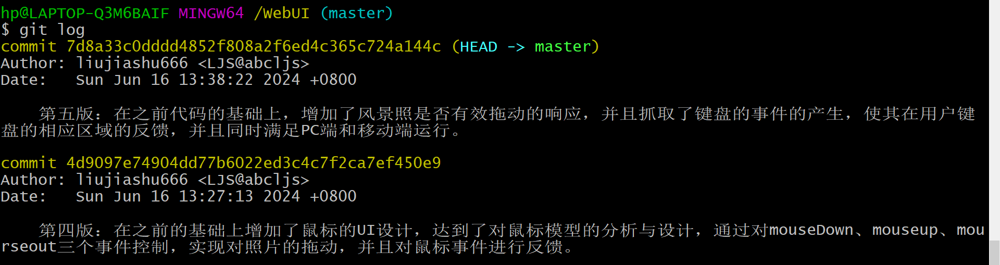 hp@LAPTOP-Q3M6BAIF MINGW64 /WebUI (master)
$ git log
commit 7d8a33c0dddd4852f808a2f6ed4c365c724a144c (HEAD -> master)
Author: liujiashu666 <LJS@abcljs>
Date:   Sun Jun 16 13:38:22 2024 +0800
第五版：在之前代码的基础上，增加了风景照是否有效拖动的响应，并且抓取了键盘的事件的产生，使其在用户键
盘的相应区域的反馈，并且同时满足PC端和移动端运行。
commit 4d9097e74904dd77b6022ed3c4c7f2ca7ef450e9
Author: liujiashu666 <LJS@abcljs>
Date:   Sun Jun 16 13:27:13 2024 +0800
第四版：在之前的基础上增加了鼠标的UI设计，达到了对鼠标模型的分析与设计，通过对mouseDown、mouseup、mou
rseout三个事件控制，实现对照片的拖动，并且对鼠标事件进行反馈。